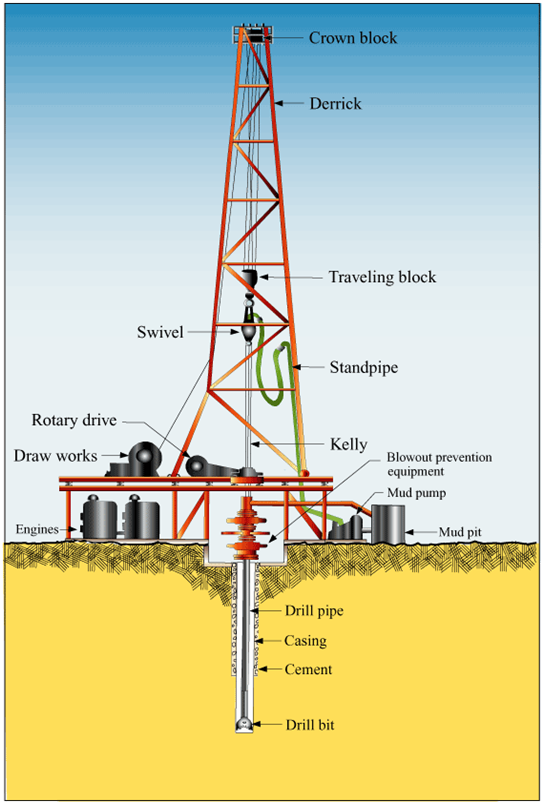 Crown block
Derrick
Traveling block
Swivel
Standpipe
Rotary drive
Kelly
Draw works
Blowout prevention
equipment
Mud pump
Engines
Mud pit
Drill pipe
Casing
Cement
Drill bit